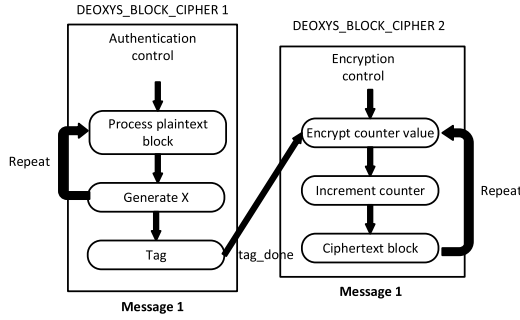 DEOXYS_BLOCK_CIPHER 1
Authentication
control
Process plaintext
block
Repeat
Generate X
Tag
tag_done
Message 1
DEOXYS_BLOCK_CIPHER 2
Encryption
control
Encrypt counter value
Increment counter
Repeat
Ciphertext block
Message 1